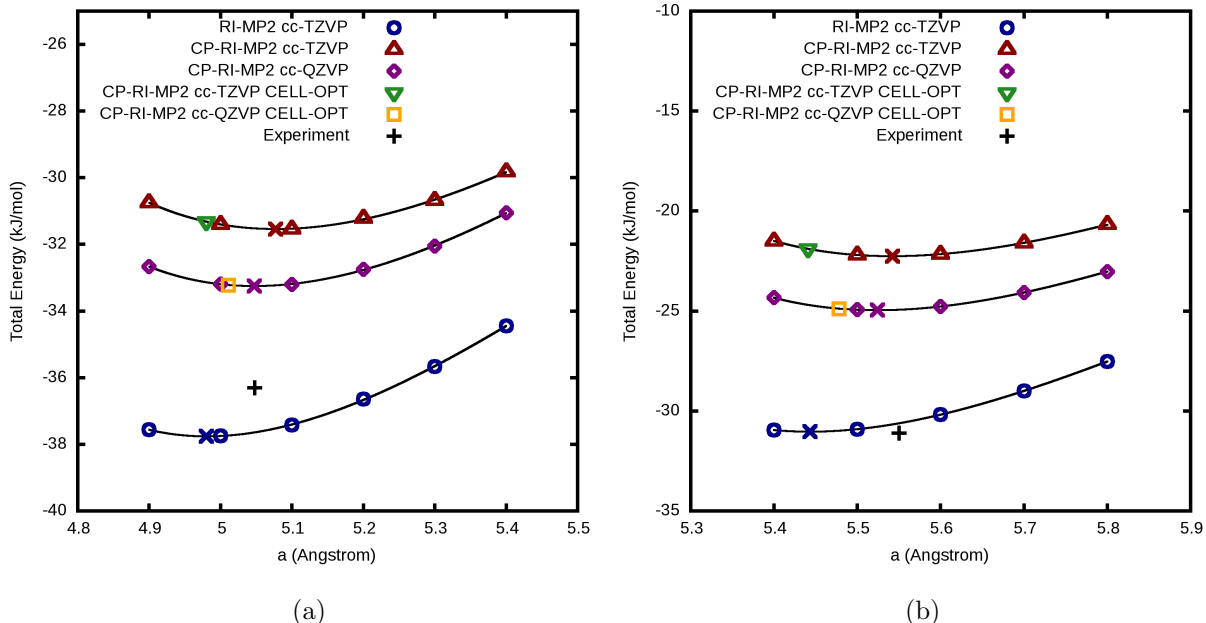 RI-MP2 cc-TZVP
CP-RI-MP2 cc-TZVP
CP-RI-MP2 cc-QZVP
CP-RI-MP2 cc-TZVP CELL-OPT
CP-RI-MP2 cc-QZVP CELL-OPT
Experiment
-26
-28
-30
-32
-34
-36
-38
-40
Total Energy (kJ/mol)
4.8 4.9 5 5.1 5.2 5.3 5.4 5.5
a (Angstrom)
(a)
RI-MP2 cc-TZVP
CP-RI-MP2 cc-TZVP
CP-RI-MP2 cc-QZVP
CP-RI-MP2 cc-TZVP CELL-OPT
CP-RI-MP2 cc-QZVP CELL-OPT
Experiment
-10
-15
-20
-25
-30
-35
Total Energy (kJ/mol)
5.3 5.4 5.5 5.6 5.7 5.8 5.9
a (Angstrom)
(b)